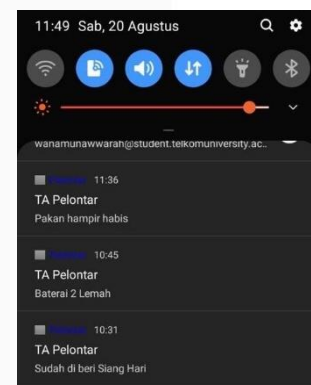 11:49 Sab, 20 Agustus
wanamunawwarah@student.telkomuniversity.ac..
11:36
TA Pelontar
Pakan hampir habis
10:45
TA Pelontar
Baterai 2 Lemah
10:31
TA Pelontar
Sudah di beri Siang Hari